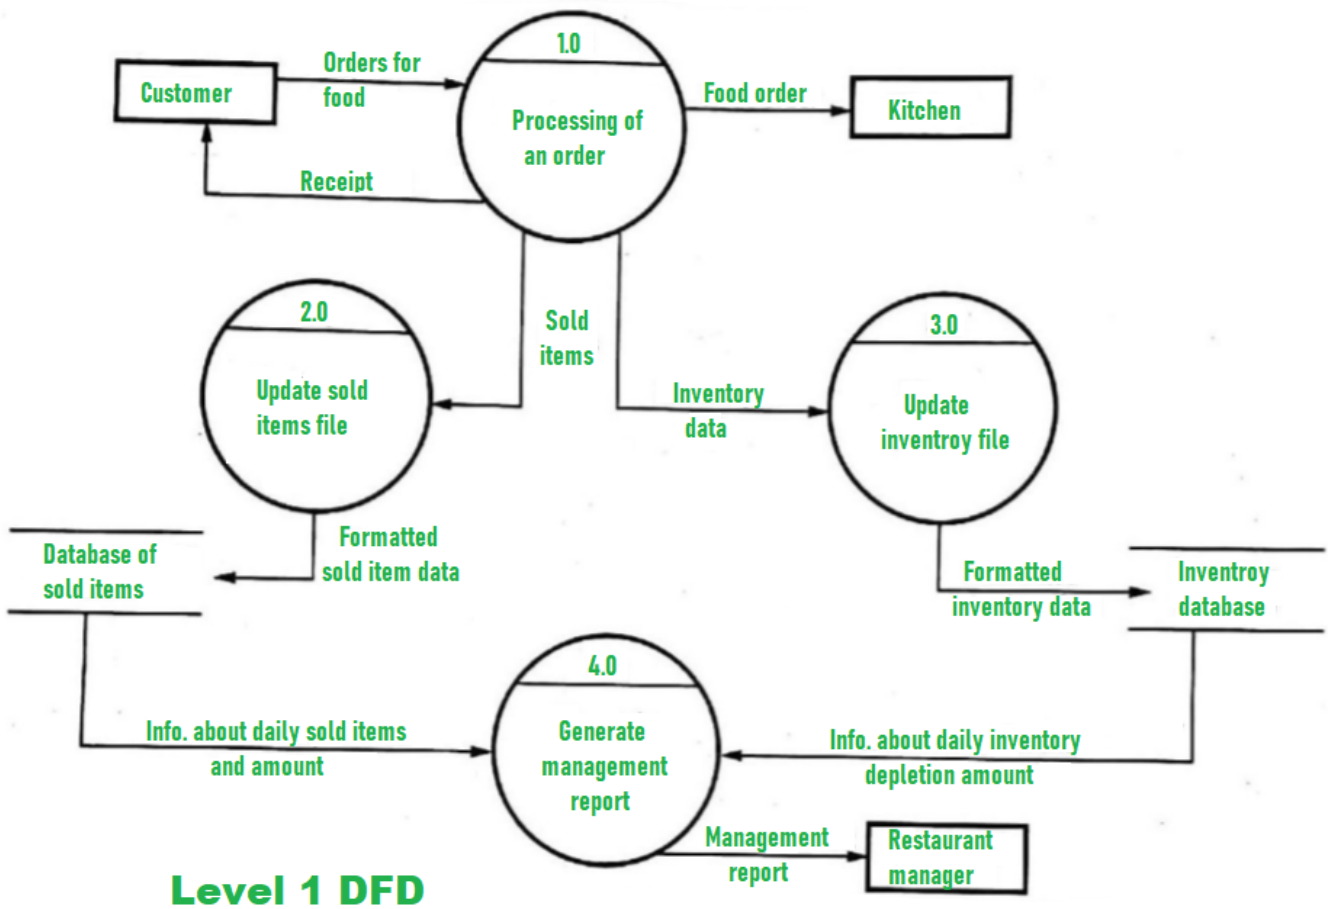 1.0
Orders for
food
Customer
Processing of
an order
Food order
Kitchen
Receipt
2.0
Sold
items
3.0
Update sold
items file
Inventory
data
Update
inventroy file
Formatted
sold item data
Database of
sold items
Formatted
inventory data
Inventroy
database
4.0
Info. about daily sold items
and amount
Generate
management
report
Info. about daily inventory
depletion amount
Management
report
Restaurant
manager
Level 1 DFD